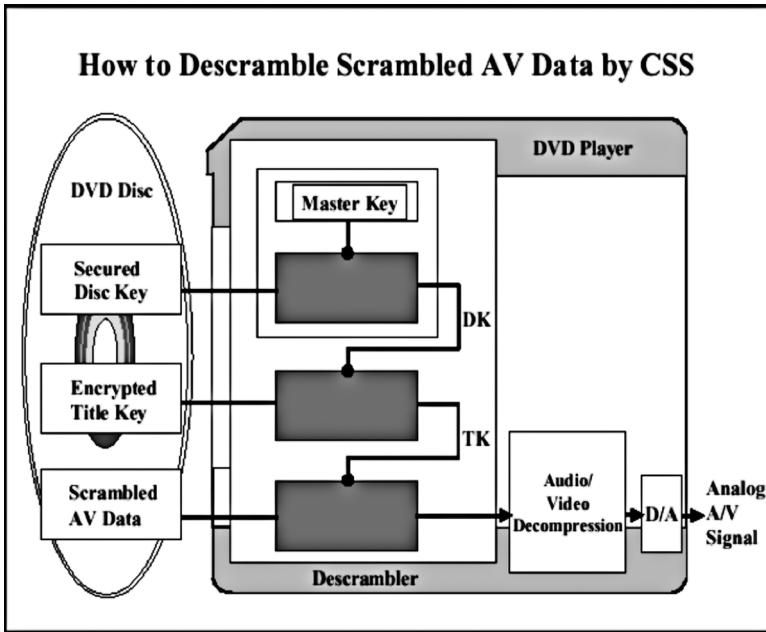 How to Descramble Scrambled AV Data by CSS
DVD Player
DVD Disc
Master Key
Secured
Disc Key
DK
Encrypted
Title Key
TK
Scrambled
AV Data
Audio/
Video
Decompression
D/A
Analog
A/V
Signal
Descrambler